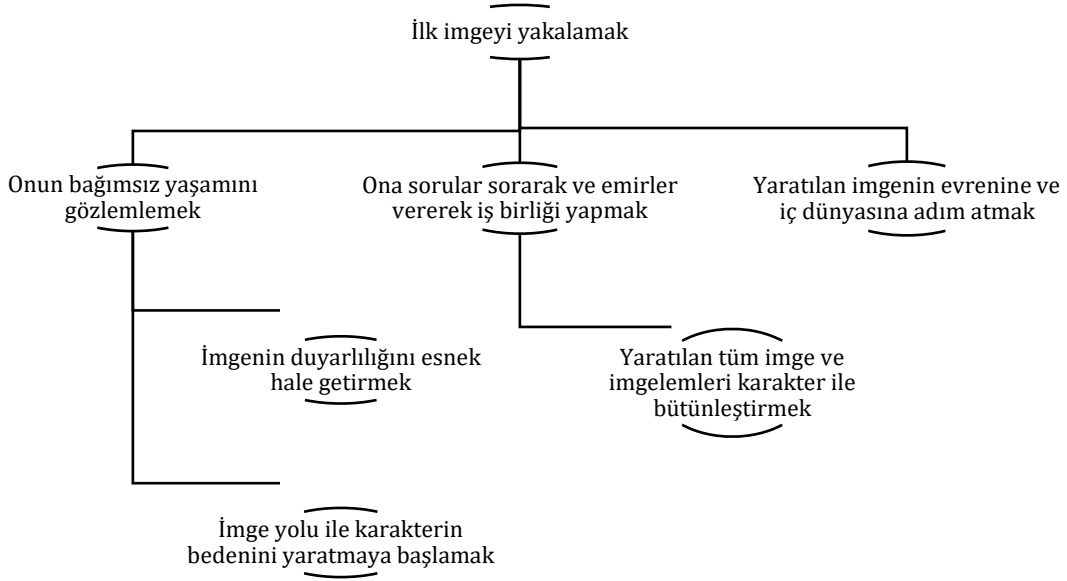 İlk imgeyi yakalamak
Onun bağımsız yaşamını
gözlemlemek
Ona sorular sorarak ve emirler
vererek iş birliği yapmak
Yaratılan imgenin evrenine ve
iç dünyasına adım atmak
İmgenin duyarlılığını esnek
hale getirmek
Yaratılan tüm imge ve
imgelemleri karakter ile
bütünleştirmek
İmge yolu ile karakterin
bedenini yaratmaya başlamak